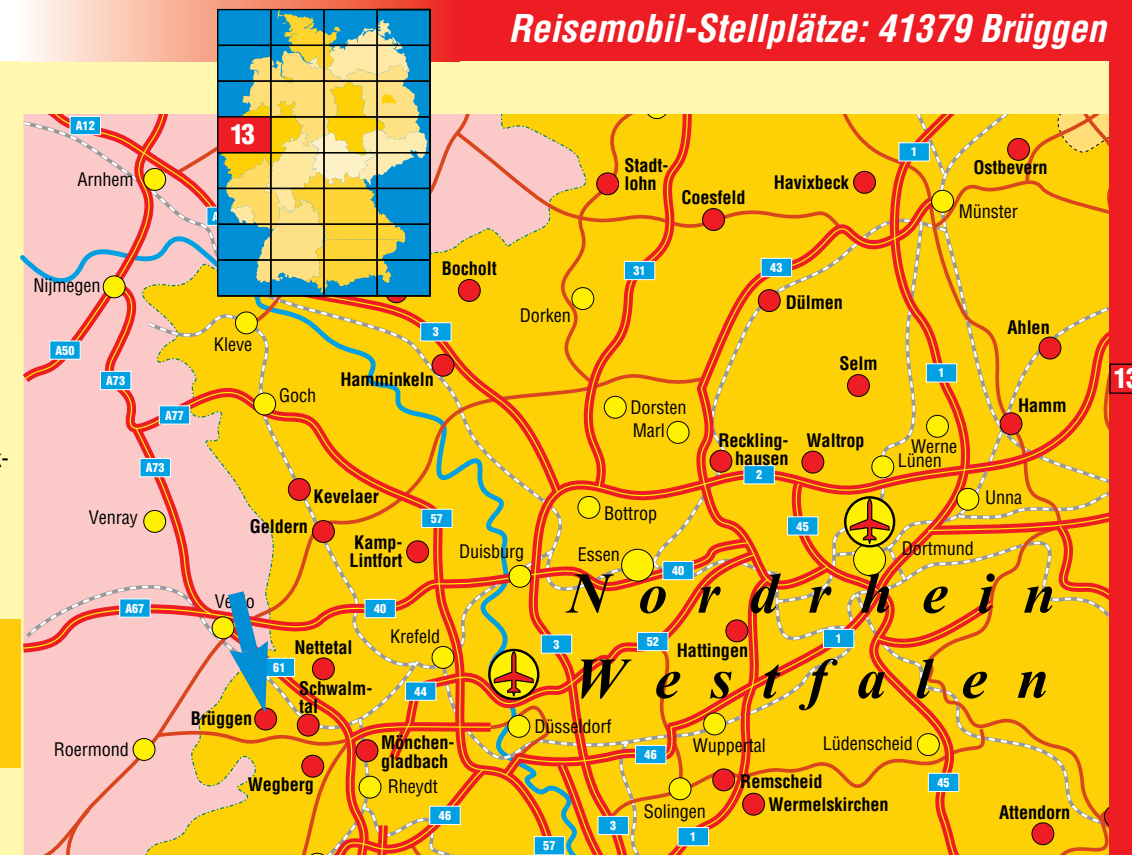 Reisemobil-Stellplätze: 41379 Brüggen
13
A12
1
Ostbevern
Stadt-
lohn
Havixbeck
Arnhem
Coesfeld
Münster
Bocholt
31
43
Nijmegen
Dülmen
Dorken
Kleve
3
Ahlen
A50
Hamminkeln
Selm
1
A73
13
Goch
Dorsten
Hamm
A77
Marl
Werne
Reckling-
hausen
Waltrop
Lünen
A73
2
Kevelaer
Unna
Venray
Geldern
57
Bottrop
45
Kamp-
Lintfort
Duisburg
Essen
Dortmund
40
Nordrhein
A67
40
Krefeld
3
52
Hattingen
1
Nettetal
61
Westfalen
Schwalm-
tal
44
Brüggen
Düsseldorf
Wuppertal
Lüdenscheid
Roermond
Mönchen-
gladbach
46
Wegberg
Rheydt
Remscheid
45
Solingen
Wermelskirchen
46
Attendorn
3
1
57